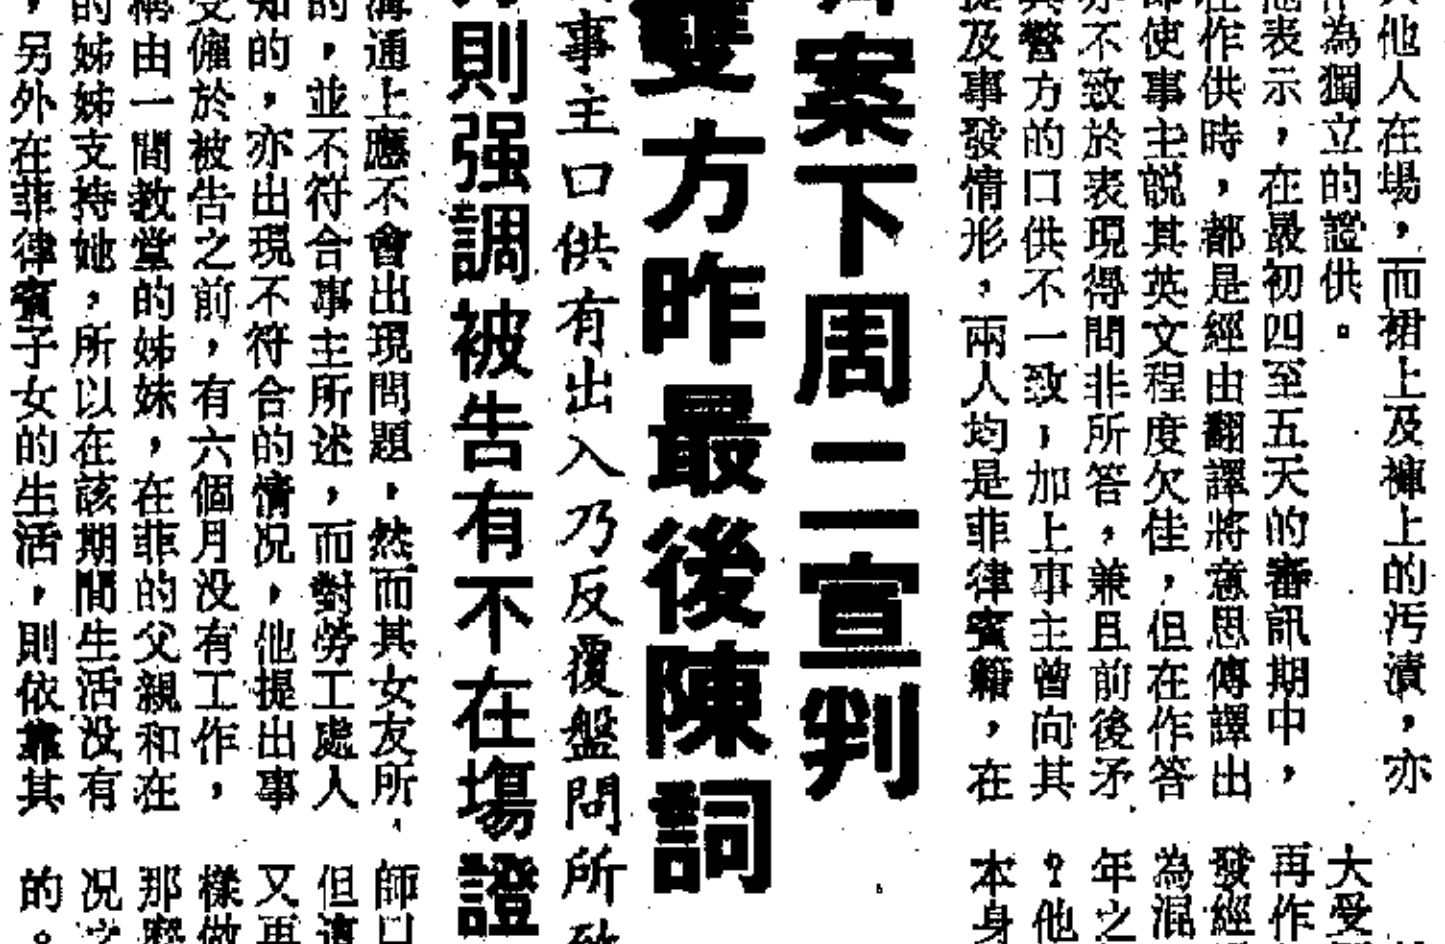 他人在場，而裙上及褲上的污漬，亦
為獨立的證供。
表示，在最初四至五天的審訊期中，
作供時，都是經由翻譯將意思傳譯出
使事主說其英文程度欠佳，但在作答
不致於表現得問非所答，兼且前後矛
警方的口供不一致，加上事主曾向其
及事發情形，兩人均是菲律賓籍，在
大受
再作
發經
為混
年之
？他
本身
案下周二宣判
雙方昨最後陳詞
事主口供有出入乃反覆盤問所致
則强調被告有不在場證
溝通上應不會出現問題，然而其女友所
的，並不符合事主所述，而對勞工處人
知的，亦出現不符合的情况，他提出事
受僱於被告之前，有六個月没有工作，
稱由一間教堂的姊妹，在菲的父親和在
的姊姊支持她，所以在該期間生活没有
，另外在菲律賓子女的生活，則依靠其
師口
但這
又再
樣做
那麼
况
的。